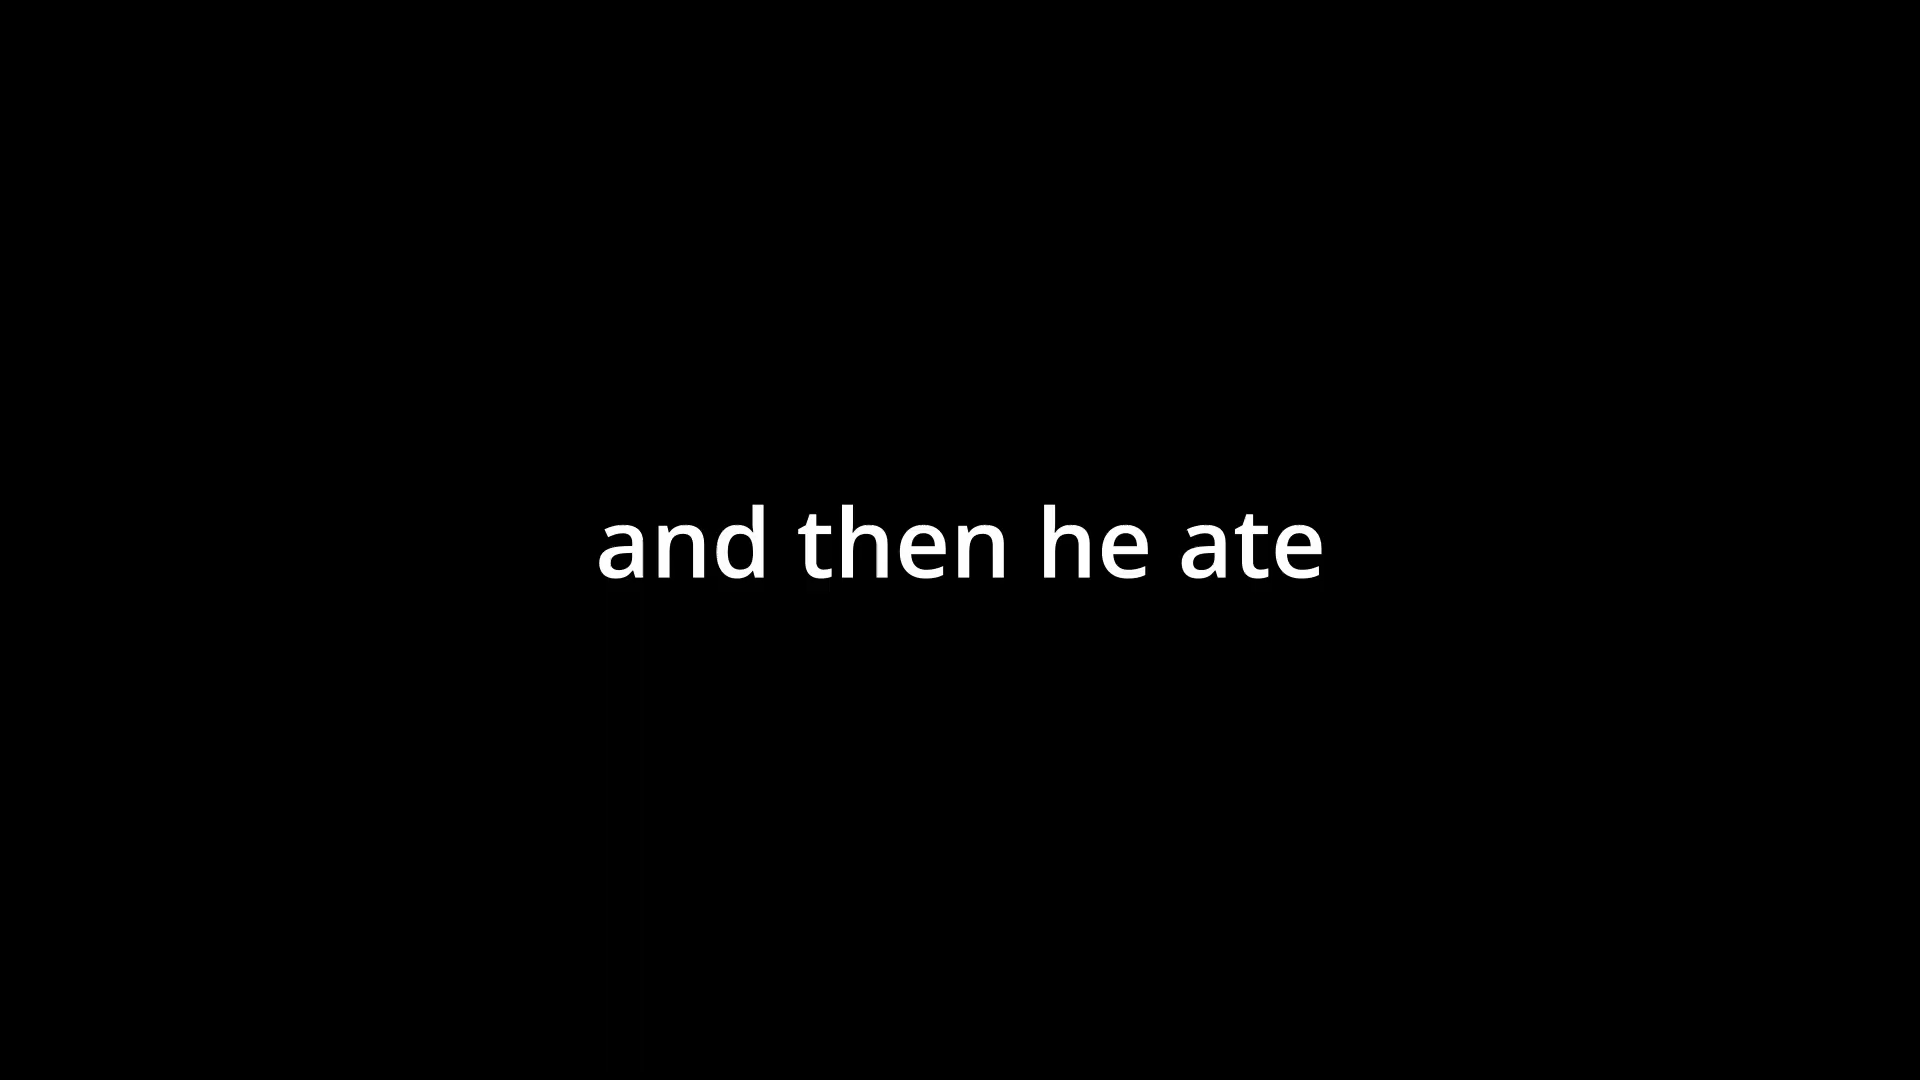 and then he ate